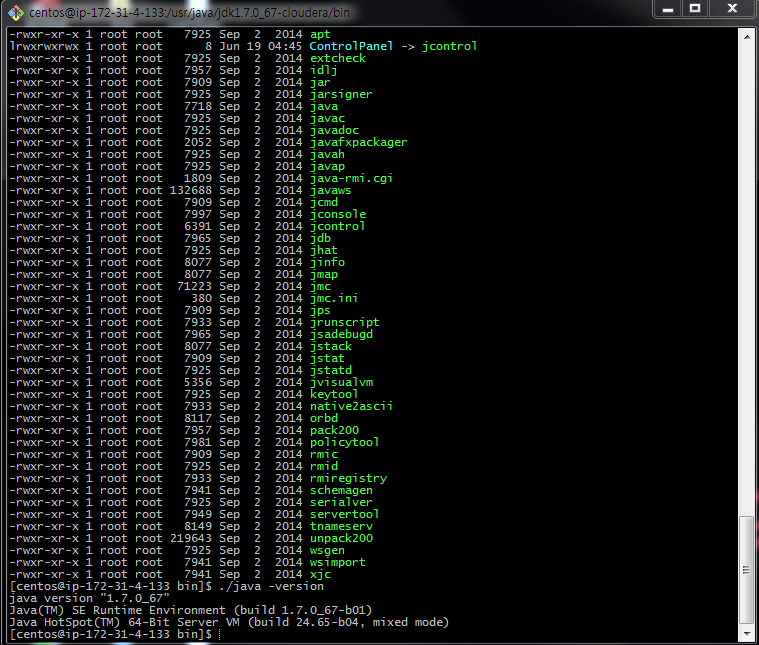 centos@ip-172-31-4-133:/usr/java/jdk1.7.0_67-cloudera/bin
-rwxr-xr-x 1 root root   7925 Sep  2  2014 apt
lrwxrwxrwx 1 root root      8 Jun 19 04:45 ControlPanel -> jcontrol
-rwxr-xr-x 1 root root   7925 Sep  2  2014 extcheck
-rwxr-xr-x 1 root root   7957 Sep  2  2014 idlj
-rwxr-xr-x 1 root root   7909 Sep  2  2014 jar
-rwxr-xr-x 1 root root   7925 Sep  2  2014 jarsigner
-rwxr-xr-x 1 root root   7718 Sep  2  2014 java
-rwxr-xr-x 1 root root   7925 Sep  2  2014 javac
-rwxr-xr-x 1 root root   7925 Sep  2  2014 javadoc
-rwxr-xr-x 1 root root   2052 Sep  2  2014 javafxpackager
-rwxr-xr-x 1 root root   7925 Sep  2  2014 javah
-rwxr-xr-x 1 root root   7925 Sep  2  2014 javap
-rwxr-xr-x 1 root root   1809 Sep  2  2014 java-rmi.cgi
-rwxr-xr-x 1 root root 132688 Sep  2  2014 javaws
-rwxr-xr-x 1 root root   7909 Sep  2  2014 jcmd
-rwxr-xr-x 1 root root   7997 Sep  2  2014 jconsole
-rwxr-xr-x 1 root root   6391 Sep  2  2014 jcontrol
-rwxr-xr-x 1 root root   7965 Sep  2  2014 jdb
-rwxr-xr-x 1 root root   7925 Sep  2  2014 jhat
-rwxr-xr-x 1 root root   8077 Sep  2  2014 jinfo
-rwxr-xr-x 1 root root   8077 Sep  2  2014 jmap
-rwxr-xr-x 1 root root  71223 Sep  2  2014 jmc
-rwxr-xr-x 1 root root    380 Sep  2  2014 jmc.ini
-rwxr-xr-x 1 root root   7909 Sep  2  2014 jps
-rwxr-xr-x 1 root root   7933 Sep  2  2014 jrunscript
-rwxr-xr-x 1 root root   7965 Sep  2  2014 jsadebugd
-rwxr-xr-x 1 root root   8077 Sep  2  2014 jstack
-rwxr-xr-x 1 root root   7909 Sep  2  2014 jstat
-rwxr-xr-x 1 root root   7925 Sep  2  2014 jstatd
-rwxr-xr-x 1 root root   5356 Sep  2  2014 jvisualvm
-rwxr-xr-x 1 root root   7925 Sep  2  2014 keytool
-rwxr-xr-x 1 root root   7933 Sep  2  2014 native2ascii
-rwxr-xr-x 1 root root   8117 Sep  2  2014 orbd
-rwxr-xr-x 1 root root   7957 Sep  2  2014 pack200
-rwxr-xr-x 1 root root   7981 Sep  2  2014 policytool
-rwxr-xr-x 1 root root   7909 Sep  2  2014 rmic
-rwxr-xr-x 1 root root   7925 Sep  2  2014 rmid
-rwxr-xr-x 1 root root   7933 Sep  2  2014 rmiregistry
-rwxr-xr-x 1 root root   7941 Sep  2  2014 schemagen
-rwxr-xr-x 1 root root   7925 Sep  2  2014 serialver
-rwxr-xr-x 1 root root   7949 Sep  2  2014 servertool
-rwxr-xr-x 1 root root   8149 Sep  2  2014 tnameserv
-rwxr-xr-x 1 root root 219643 Sep  2  2014 unpack200
-rwxr-xr-x 1 root root   7925 Sep  2  2014 wsgen
-rwxr-xr-x 1 root root   7941 Sep  2  2014 wsimport
-rwxr-xr-x 1 root root   7941 Sep  2  2014 xjc
[centos@ip-172-31-4-133 bin]$ ./java -version
java version "1.7.0_67"
Java(TM) SE Runtime Environment (build 1.7.0_67-b01)
Java HotSpot(TM) 64-Bit Server VM (build 24.65-b04, mixed mode)
[centos@ip-172-31-4-133 bin]$